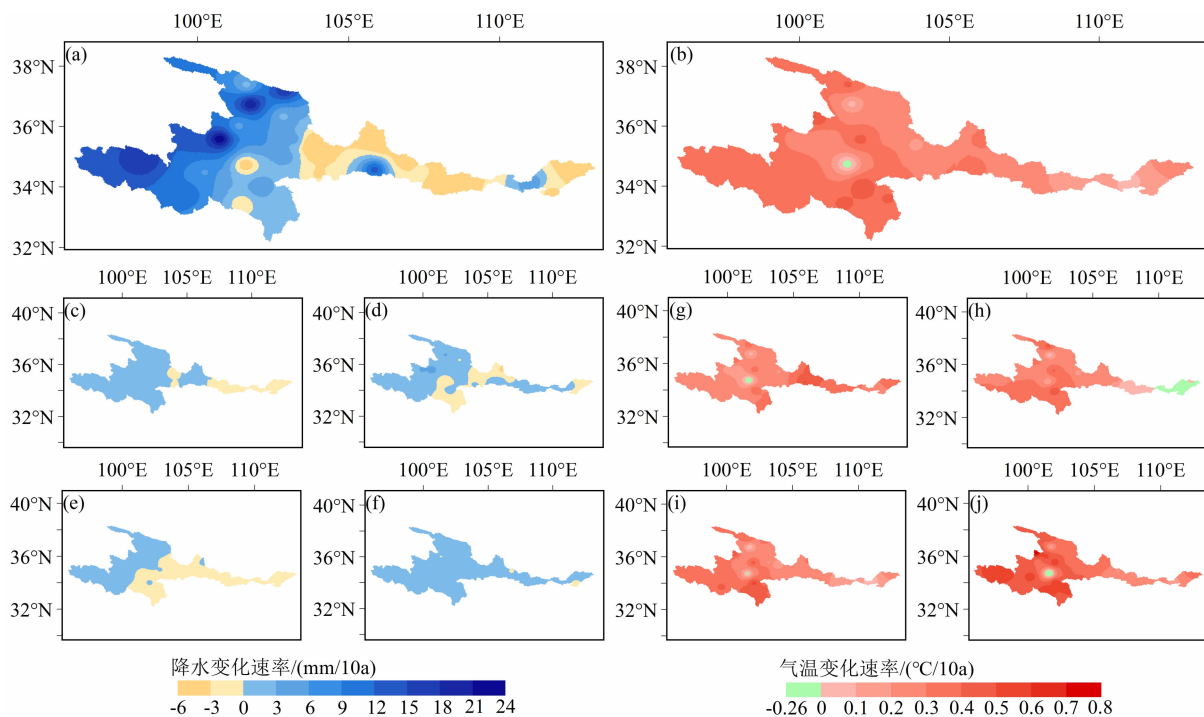 100°E 105°E 110°E 100°E 105°E 110°E
(a) (b)
38°N 38°N
36°N 36°N
34°N 34°N
32°N 32°N
100°E 105°E 110°E 100°E 105°E 110°E 100°E 105°E 110°E 100°E 105°E 110°E
40°N (c) 40°N (d) 40°N (g) 40°N (h)
36°N 36°N 36°N 36°N
32°N 32°N 32°N 32°N
100°E 105°E 110°E 100°E 105°E 110°E 100°E 105°E 110°E 100°E 105°E 110°E
40°N (e) 40°N (f) 40°N (i) 40°N (j)
36°N 36°N 36°N 36°N
32°N 32°N 32°N 32°N
降水变化速率/(mm/10a) 气温变化速率/(℃/10a)
-6 -3 0 3 6 9 12 15 18 21 24 -0.26 0 0.1 0.2 0.3 0.4 0.5 0.6 0.7 0.8